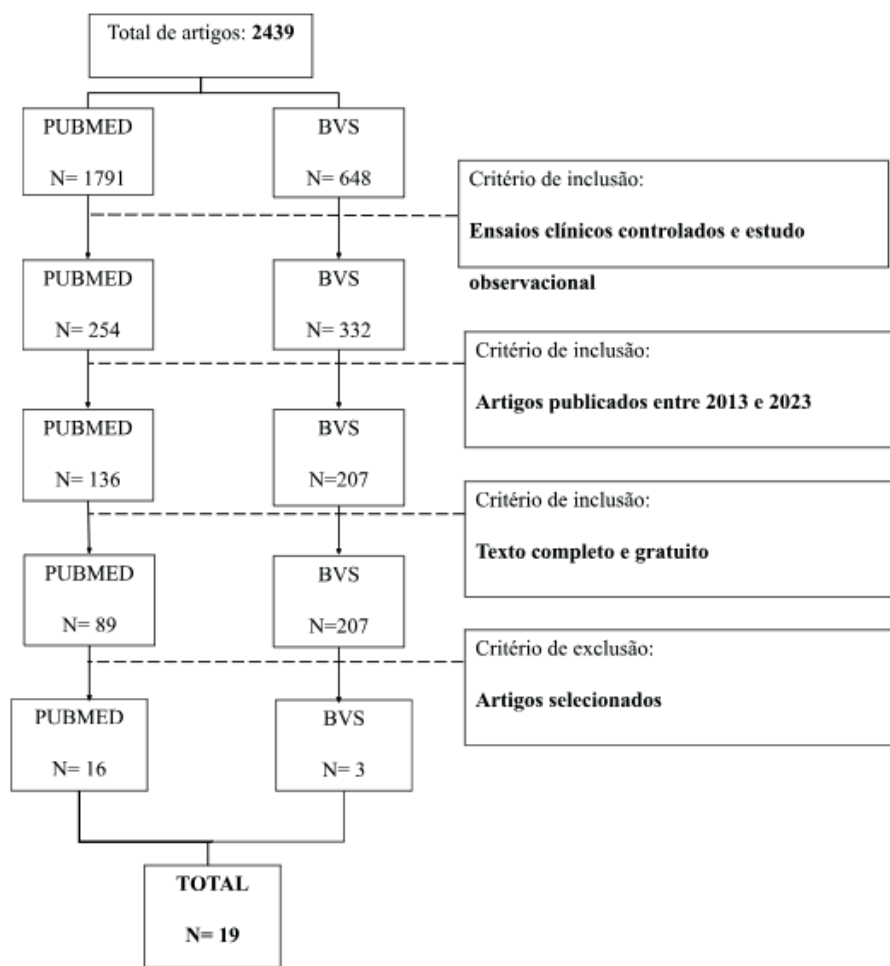 Total de artigos: 2439
PUBMED
N= 1791
BVS
N= 648
Critério de inclusão:
Ensaios clínicos controlados e estudo
observacional
PUBMED
N= 254
BVS
N= 332
Critério de inclusão:
Artigos publicados entre 2013 e 2023
PUBMED
N= 136
BVS
N=207
Critério de inclusão:
Texto completo e gratuito
PUBMED
N= 89
BVS
N=207
Critério de exclusão:
Artigos selecionados
PUBMED
N= 16
BVS
N= 3
TOTAL
N= 19